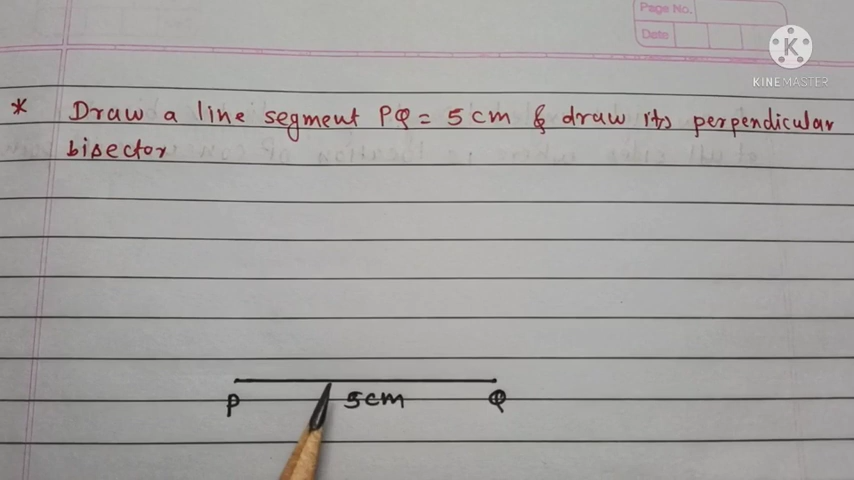 Page No.
Date
K
KINEMASTER
* Draw a line segment PQ = 5 cm & draw its perpendicular
bisector
P 5cm Q